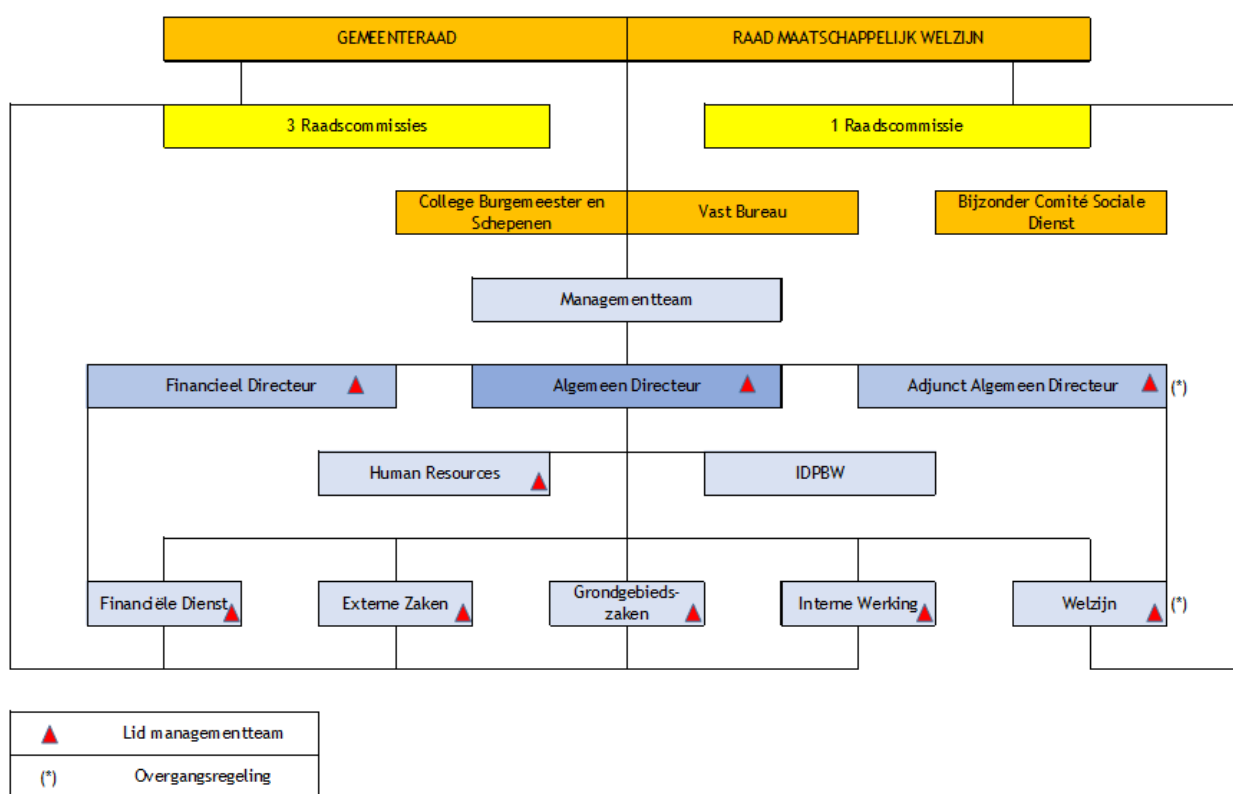 GEMEENTERAAD
RAAD MAATSCHAPPELIJK WELZIJN
3 Raadscommissies
1 Raadscommissie
College Burgemeester en
Schepenen
Vast Bureau
Bijzonder Comité Sociale
Dienst
Managementteam
Financieel Directeur
Algemeen Directeur
Adjunct Algemeen Directeur
(*)
Human Resources
IDPBW
Financiële Dienst
Externe Zaken
Grondgebieds-
zaken
Interne Werking
Welzijn
(*)
Lid managementteam
(*) Overgangsregeling